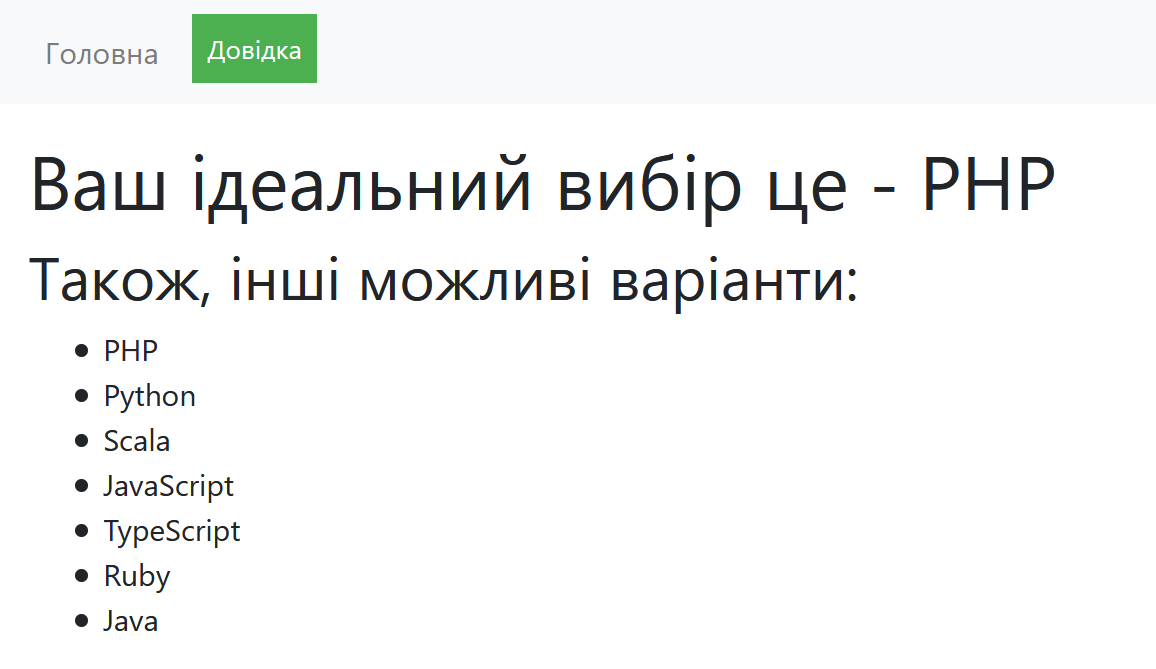 Головна Довідка
Ваш ідеальний вибір це - PHP
Також, інші можливі варіанти:
PHP
Python
Scala
JavaScript
TypeScript
Ruby
Java